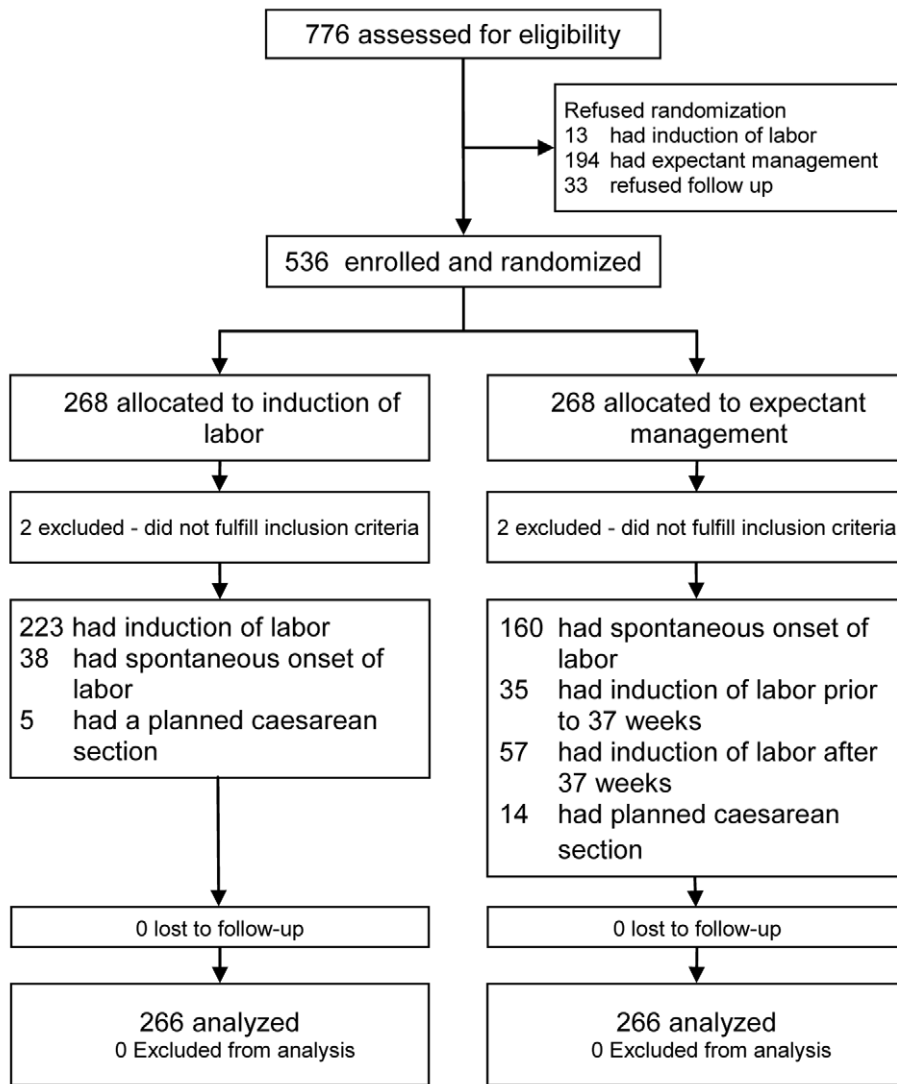 776 assessed for eligibility
Refused randomization
13 had induction of labor
194 had expectant management
33 refused follow up
536 enrolled and randomized
268 allocated to induction of
labor
268 allocated to expectant
management
2 excluded - did not fulfill inclusion criteria
2 excluded - did not fulfill inclusion criteria
223 had induction of labor
38 had spontaneous onset of
labor
5 had a planned caesarean
section
160 had spontaneous onset of
labor
35 had induction of labor prior
to 37 weeks
57 had induction of labor after
37 weeks
14 had planned caesarean
section
0 lost to follow-up
0 lost to follow-up
266 analyzed
0 Excluded from analysis
266 analyzed
0 Excluded from analysis